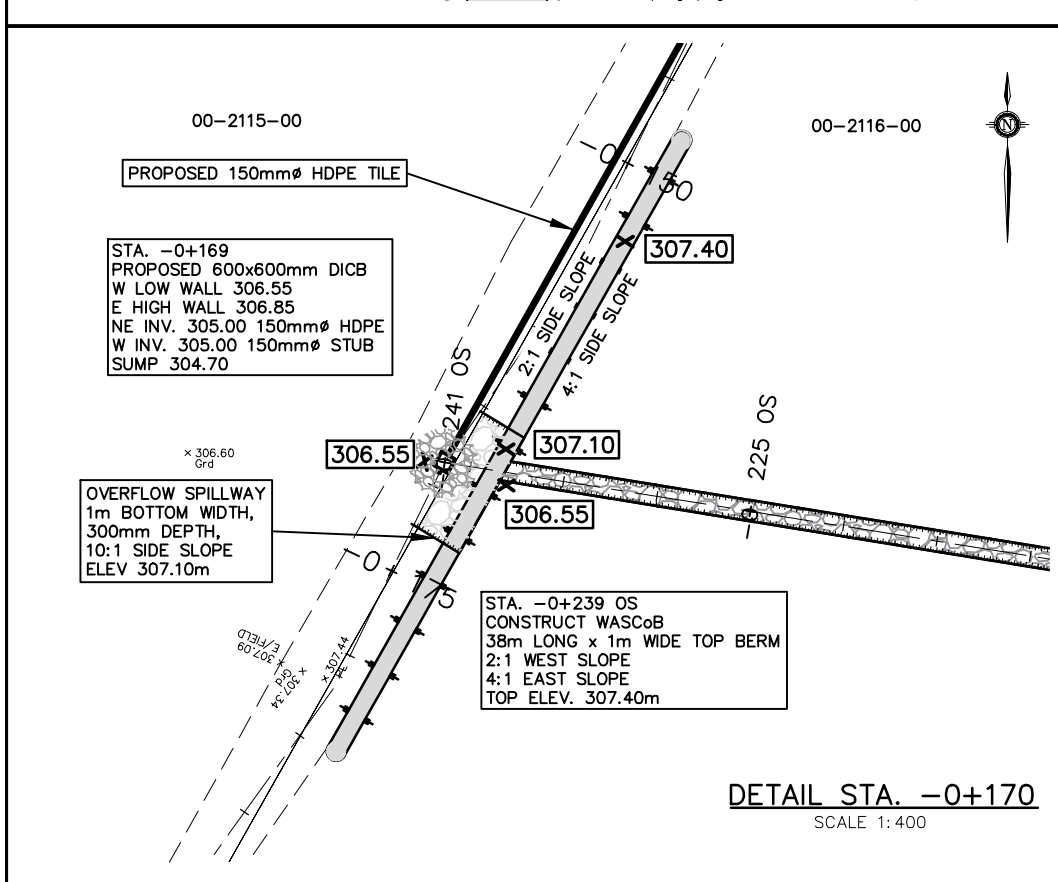 00-2115-00
00-2116-00
N
PROPOSED 150mmø HDPE TILE
-0
150
307.40
STA. -0+169
PROPOSED 600x600mm DICB
W LOW WALL 306.55
E HIGH WALL 306.85
NE INV. 305.00 150mmø HDPE
W INV. 305.00 150mmø STUB
SUMP 304.70
2:1 SIDE SLOPE
4:1 SIDE SLOPE
241 OS
225 OS
-0
306.55
307.10
306.55
× 306.60
Grd
OVERFLOW SPILLWAY
1m BOTTOM WIDTH,
300mm DEPTH,
10:1 SIDE SLOPE
ELEV 307.10m
-0
175
STA. -0+239 OS
CONSTRUCT WASCoB
38m LONG x 1m WIDE TOP BERM
2:1 WEST SLOPE
4:1 EAST SLOPE
TOP ELEV. 307.40m
× 307.09
E/FIELD
× 307.34
Grd
× 307.44
DETAIL STA. -0+170
SCALE 1:400